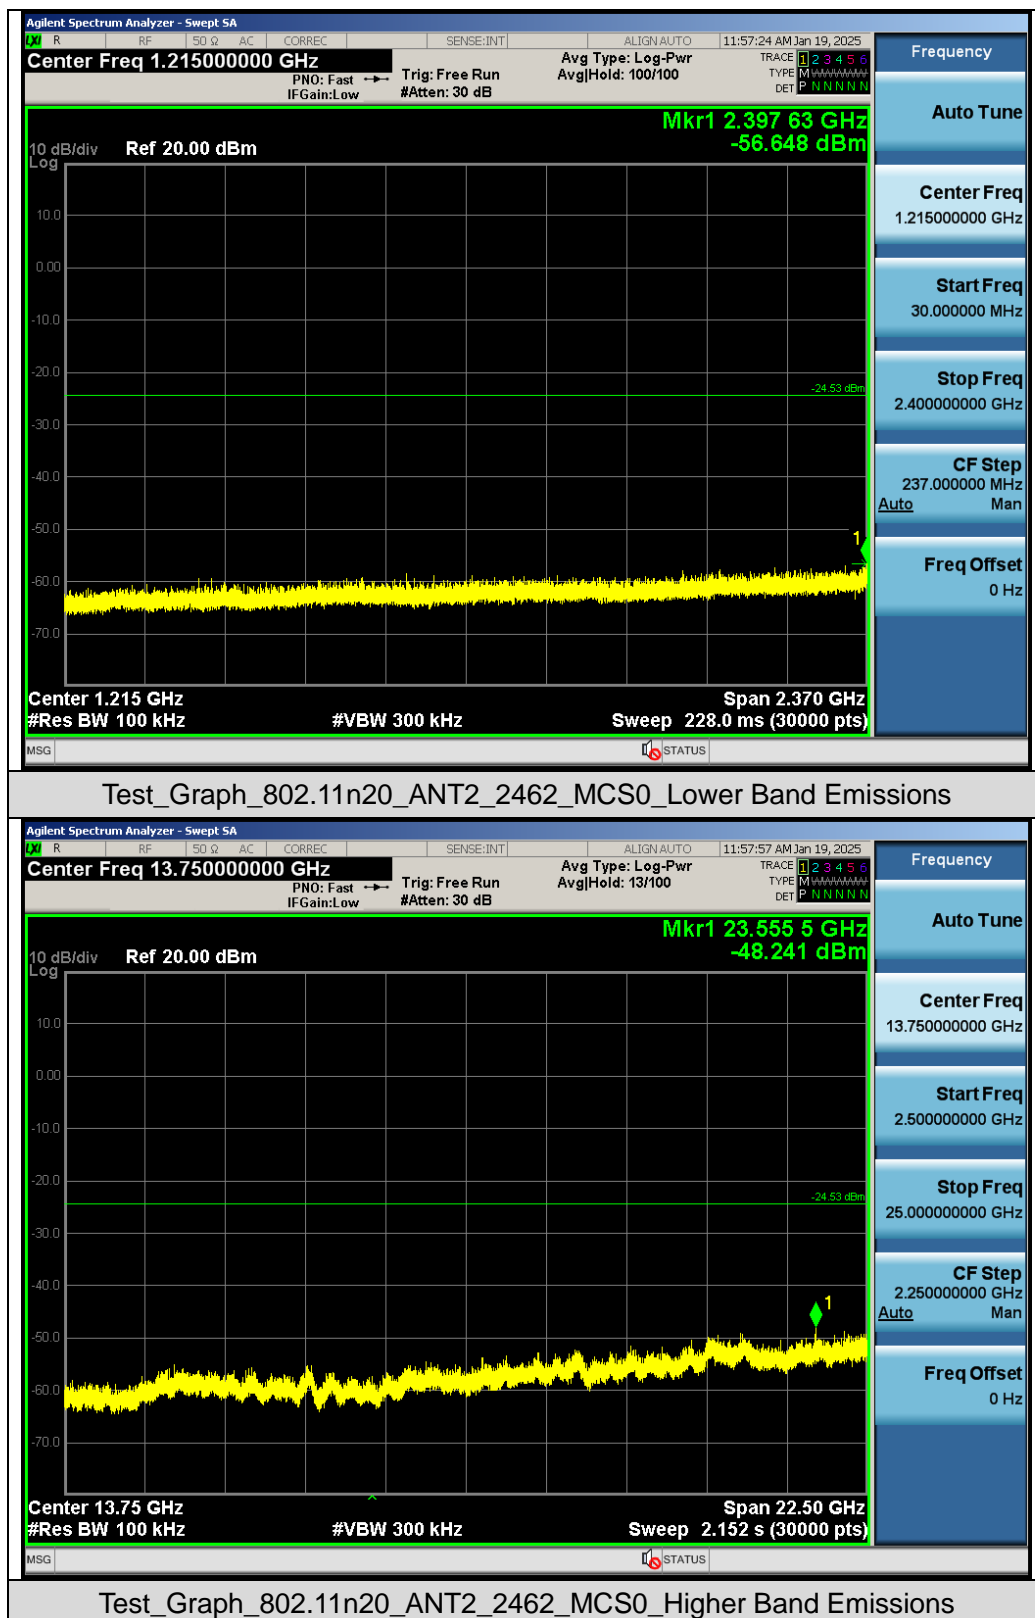 Agilent Spectrum Analyzer - Swept SA
LXI R RF 50 Ω AC CORREC SENSE:INT ALIGN AUTO 11:57:24 AM Jan 19, 2025
Center Freq 1.215000000 GHz
PNO: Fast
IFGain:Low
Trig: Free Run
#Atten: 30 dB
Avg Type: Log-Pwr
Avg|Hold: 100/100
TRACE 1 2 3 4 5 6
TYPE M WWWWW
DET P N N N N N
Mkr1 2.397 63 GHz
-56.648 dBm
10 dB/div Ref 20.00 dBm
Log
10.0
0.00
-10.0
-20.0
-24.53 dBm
-30.0
-40.0
-50.0
1
-60.0
-70.0
Center 1.215 GHz Span 2.370 GHz
#Res BW 100 kHz #VBW 300 kHz Sweep 228.0 ms (30000 pts)
MSG STATUS
Frequency
Auto Tune
Center Freq
1.215000000 GHz
Start Freq
30.000000 MHz
Stop Freq
2.400000000 GHz
CF Step
237.000000 MHz
Auto Man
Freq Offset
0 Hz
Test_Graph_802.11n20_ANT2_2462_MCS0_Lower Band Emissions
Agilent Spectrum Analyzer - Swept SA
LXI R RF 50 Ω AC CORREC SENSE:INT ALIGN AUTO 11:57:57 AM Jan 19, 2025
Center Freq 13.750000000 GHz
PNO: Fast
IFGain:Low
Trig: Free Run
#Atten: 30 dB
Avg Type: Log-Pwr
Avg|Hold: 13/100
TRACE 1 2 3 4 5 6
TYPE M WWWWW
DET P N N N N N
Mkr1 23.555 5 GHz
-48.241 dBm
10 dB/div Ref 20.00 dBm
Log
10.0
0.00
-10.0
-20.0
-24.53 dBm
-30.0
-40.0
1
-50.0
-60.0
-70.0
Center 13.75 GHz Span 22.50 GHz
#Res BW 100 kHz #VBW 300 kHz Sweep 2.152 s (30000 pts)
MSG STATUS
Frequency
Auto Tune
Center Freq
13.750000000 GHz
Start Freq
2.500000000 GHz
Stop Freq
25.000000000 GHz
CF Step
2.250000000 GHz
Auto Man
Freq Offset
0 Hz
Test_Graph_802.11n20_ANT2_2462_MCS0_Higher Band Emissions